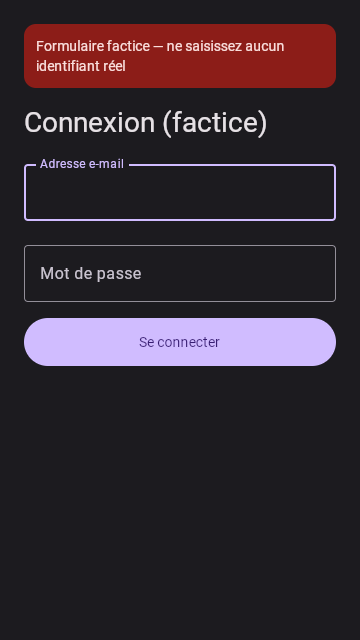 Formulaire factice — ne saisissez aucun
identifiant réel
Connexion (factice)
Adresse e-mail
Mot de passe
Se connecter